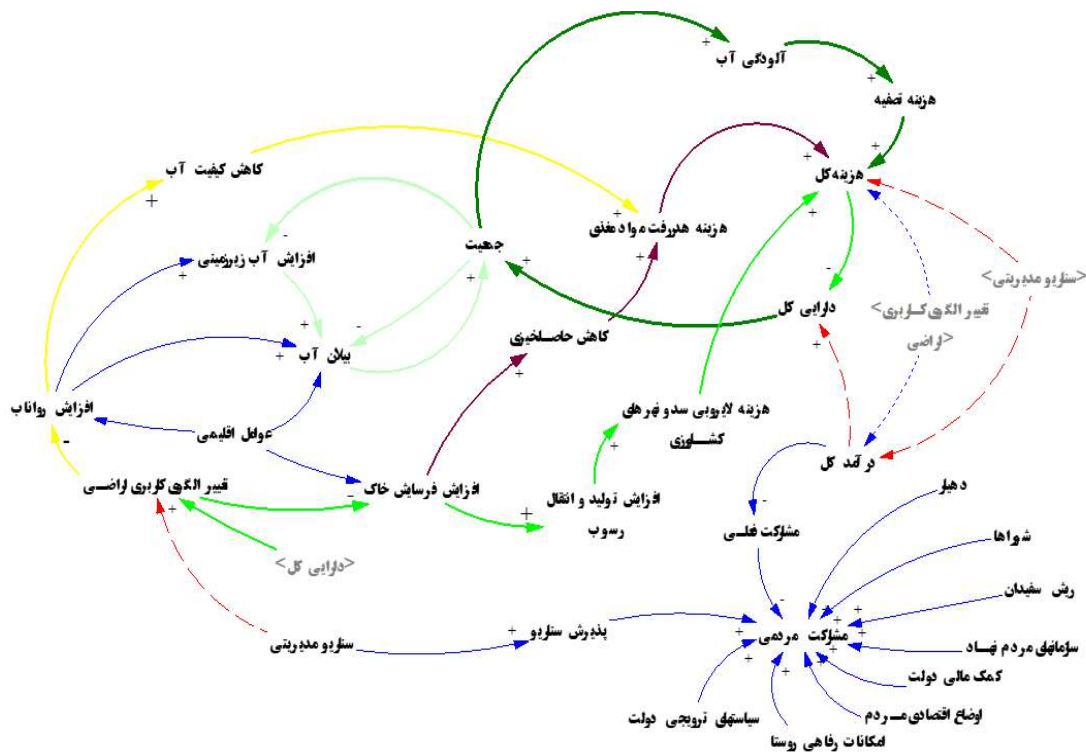 آلودگی آب
هزینه تصفیه
کاهش کیفیت آب
هزینه کل
هزینه هدررفت مواد مغذی
جمعیت
افزایش آب زیرزمینی
<سناریو مدیریتی>
دارایی کل
<تغییر الگوی کاربری
اراضی>
کاهش حاصلخیزی
بیلان آب
افزایش رواناب
هزینه لایروبی سد و نهرهای
کشاورزی
عوامل اقلیمی
درآمد کل
تغییر الگوی کاربری اراضی
افزایش فرسایش خاک
افزایش تولید و انتقال
رسوب
دهیار
مشارکت فعلی
شوراها
<دارایی کل>
ریش سفیدان
پذیرش سناریو
مشارکت مردمی
سناریو مدیریتی
سازمانهای مردم نهاد
کمک مالی دولت
سیاستهای ترویجی دولت
اوضاع اقتصادی مردم
امکانات رفاهی روستا